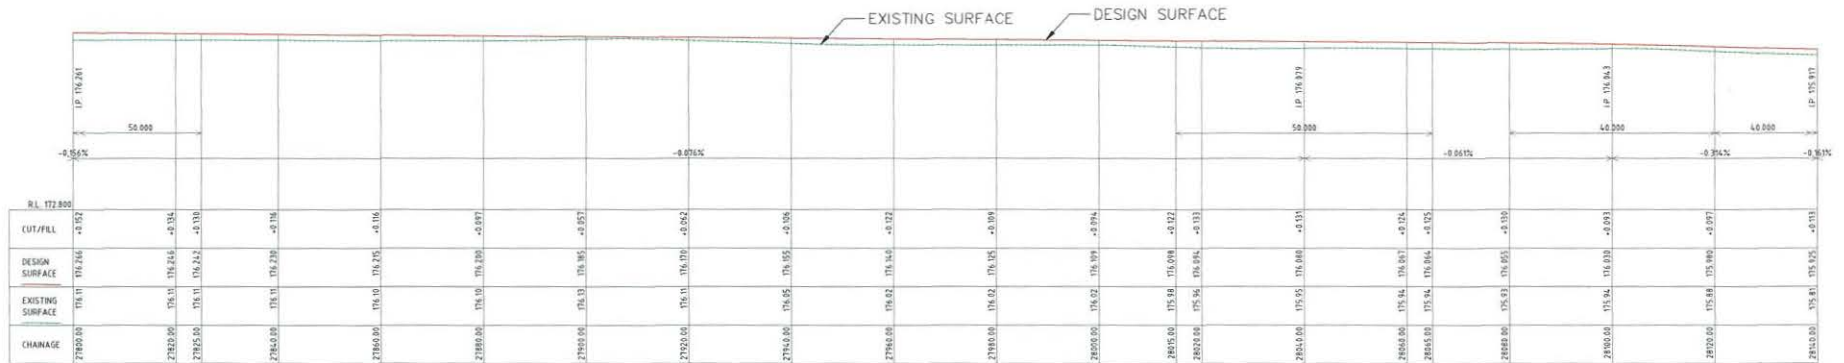 EXISTING SURFACE
DESIGN SURFACE
I.P 176.261
I.P 176.079
I.P 176.043
I.P 175.917
50.000
50.000
40.000
40.000
-0.156%
-0.076%
-0.061%
-0.314%
-0.161%
R.L. 172.800
CUT/FILL +0.152 +0.134 +0.130 +0.116 +0.116 +0.097 +0.057 +0.062 +0.106 +0.122 +0.109 +0.094 +0.122 +0.133 +0.131 +0.124 +0.125 +0.130 +0.093 +0.097 +0.113
DESIGN SURFACE 176.266 176.246 176.242 176.230 176.215 176.200 176.185 176.170 176.155 176.140 176.125 176.109 176.098 176.094 176.080 176.067 176.064 176.055 176.030 175.980 175.925
EXISTING SURFACE 176.11 176.11 176.11 176.11 176.10 176.10 176.13 176.11 176.05 176.02 176.02 176.02 175.98 175.96 175.95 175.94 175.94 175.93 175.94 175.88 175.81
CHAINAGE 27800.00 27820.00 27825.00 27840.00 27860.00 27880.00 27900.00 27920.00 27940.00 27960.00 27980.00 28000.00 28015.00 28020.00 28040.00 28060.00 28065.00 28080.00 28100.00 28120.00 28140.00